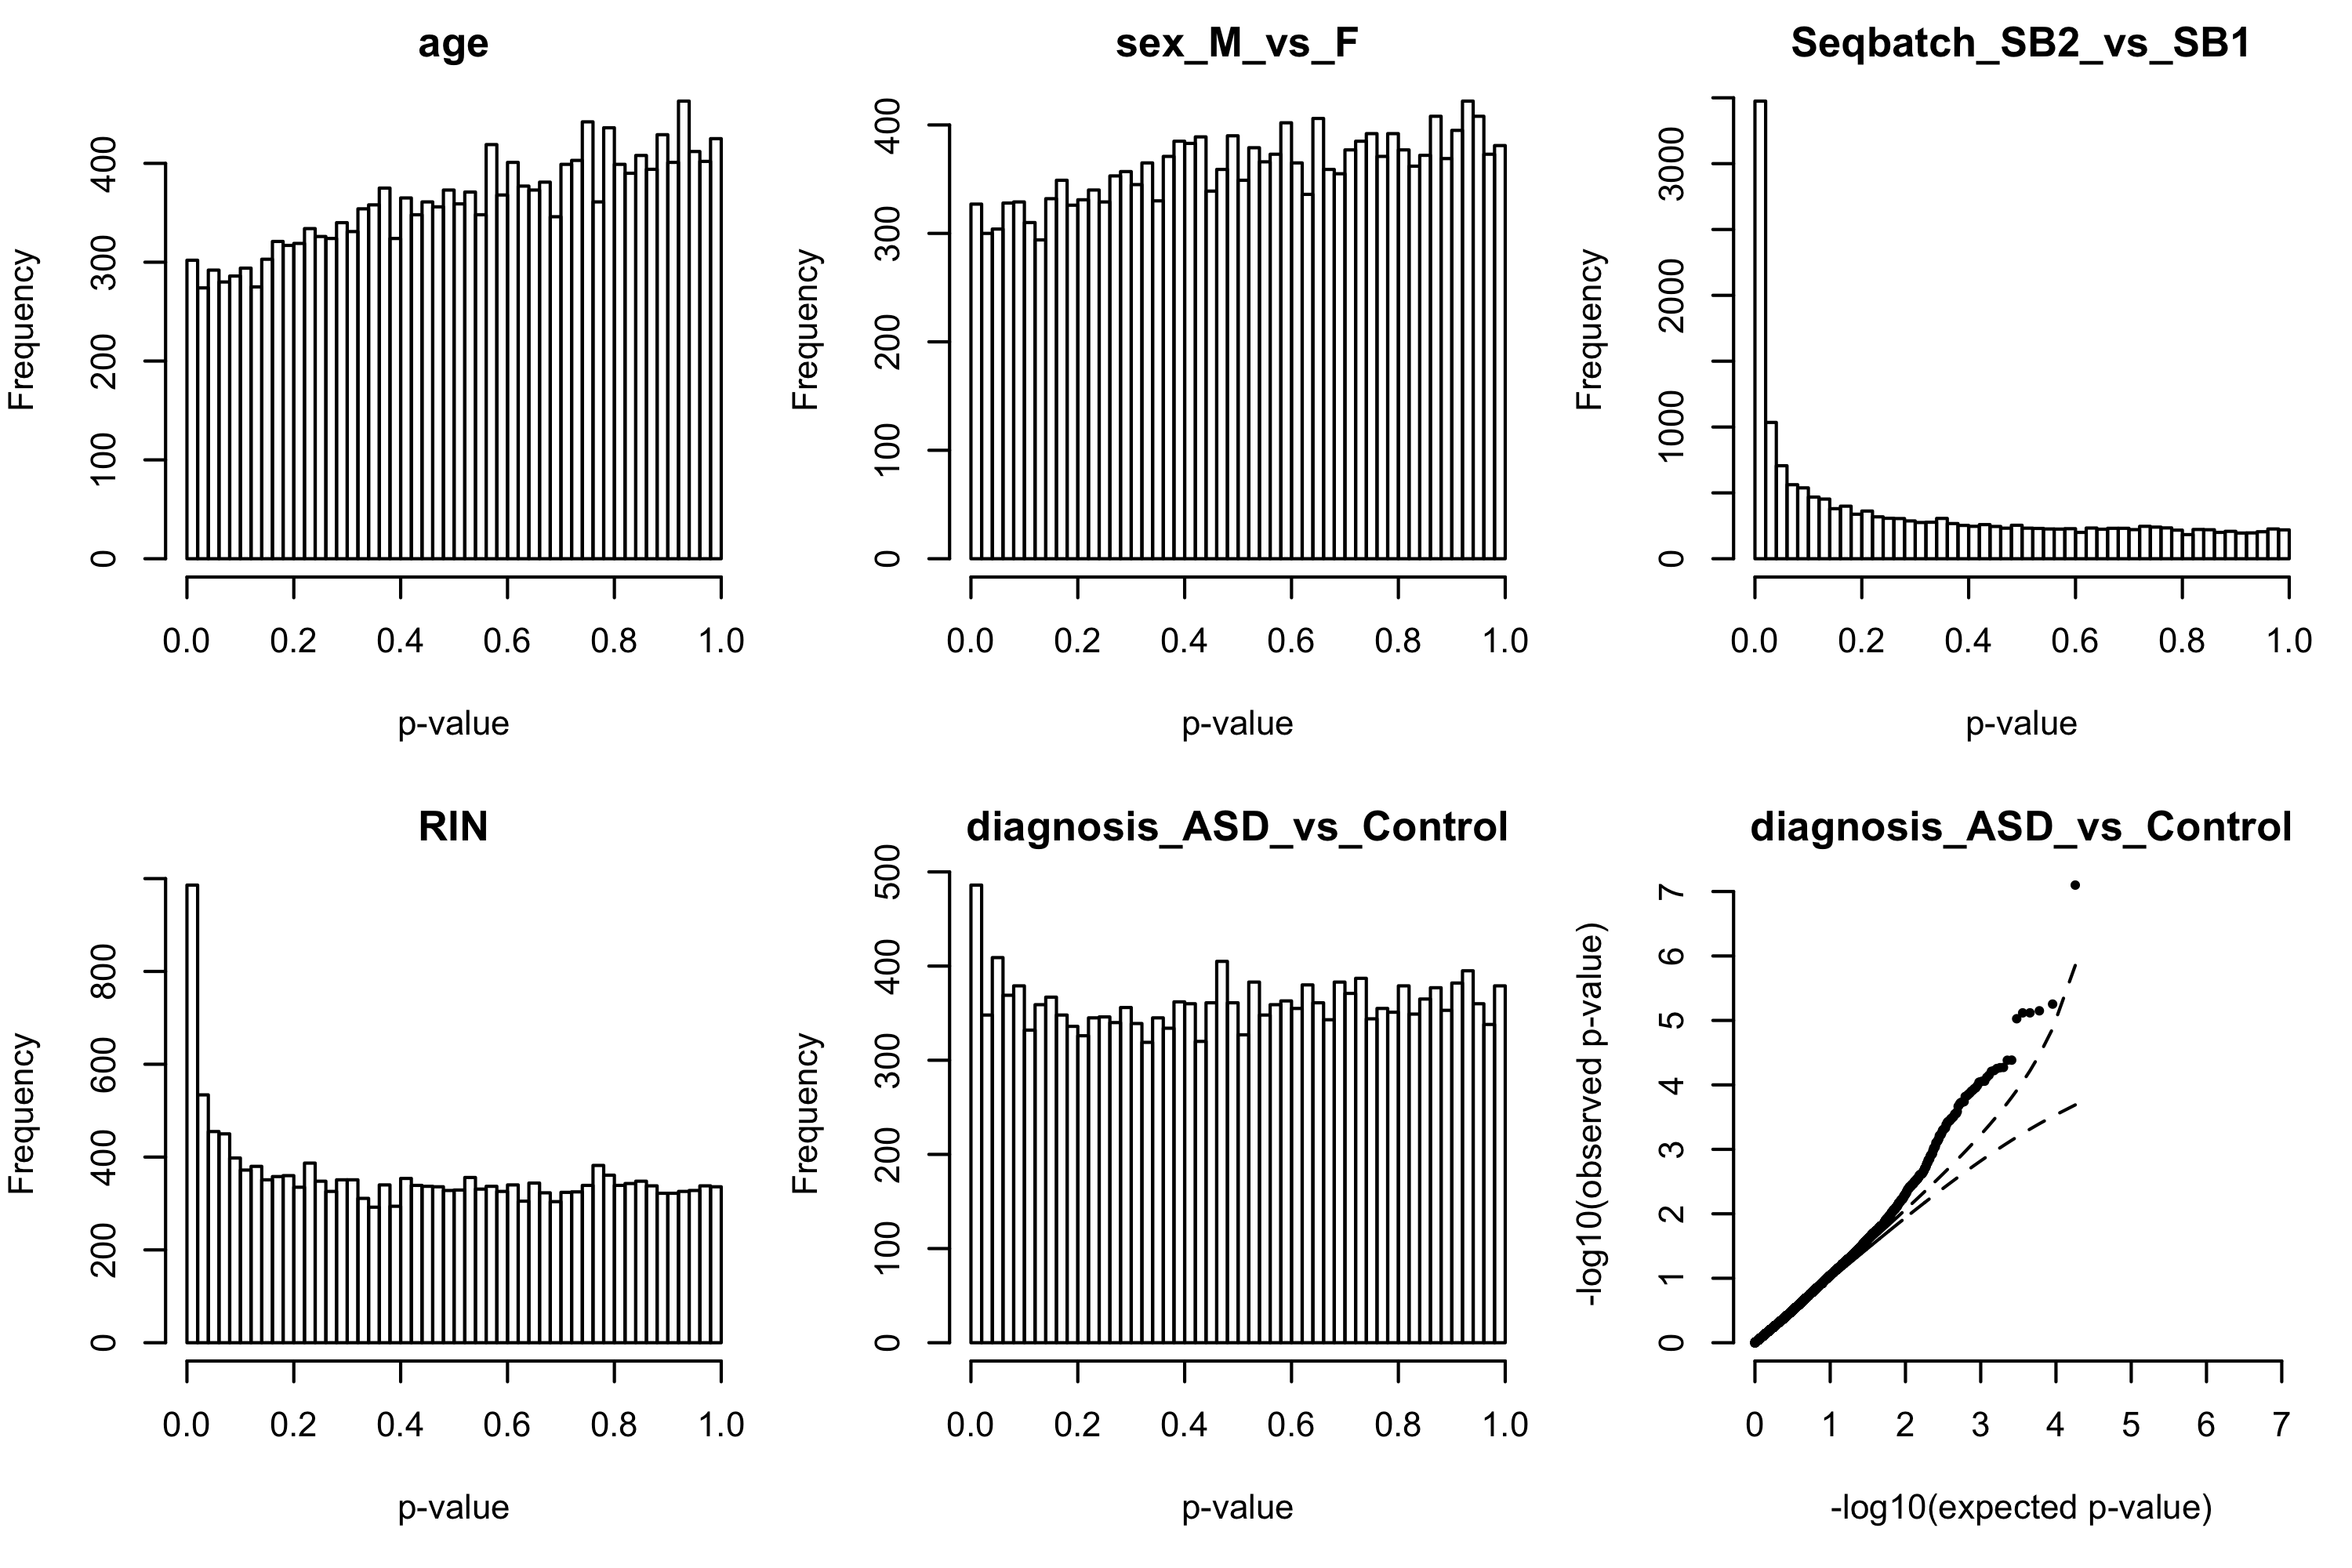 age
Frequency
0 100 200 300 400
0.0 0.2 0.4 0.6 0.8 1.0
p-value
sex_M_vs_F
Frequency
0 100 200 300 400
0.0 0.2 0.4 0.6 0.8 1.0
p-value
Seqbatch_SB2_vs_SB1
Frequency
0 1000 2000 3000
0.0 0.2 0.4 0.6 0.8 1.0
p-value
RIN
Frequency
0 200 400 600 800
0.0 0.2 0.4 0.6 0.8 1.0
p-value
diagnosis_ASD_vs_Control
Frequency
0 100 200 300 400 500
0.0 0.2 0.4 0.6 0.8 1.0
p-value
diagnosis_ASD_vs_Control
-log10(observed p-value)
0 1 2 3 4 5 6 7
0 1 2 3 4 5 6 7
-log10(expected p-value)